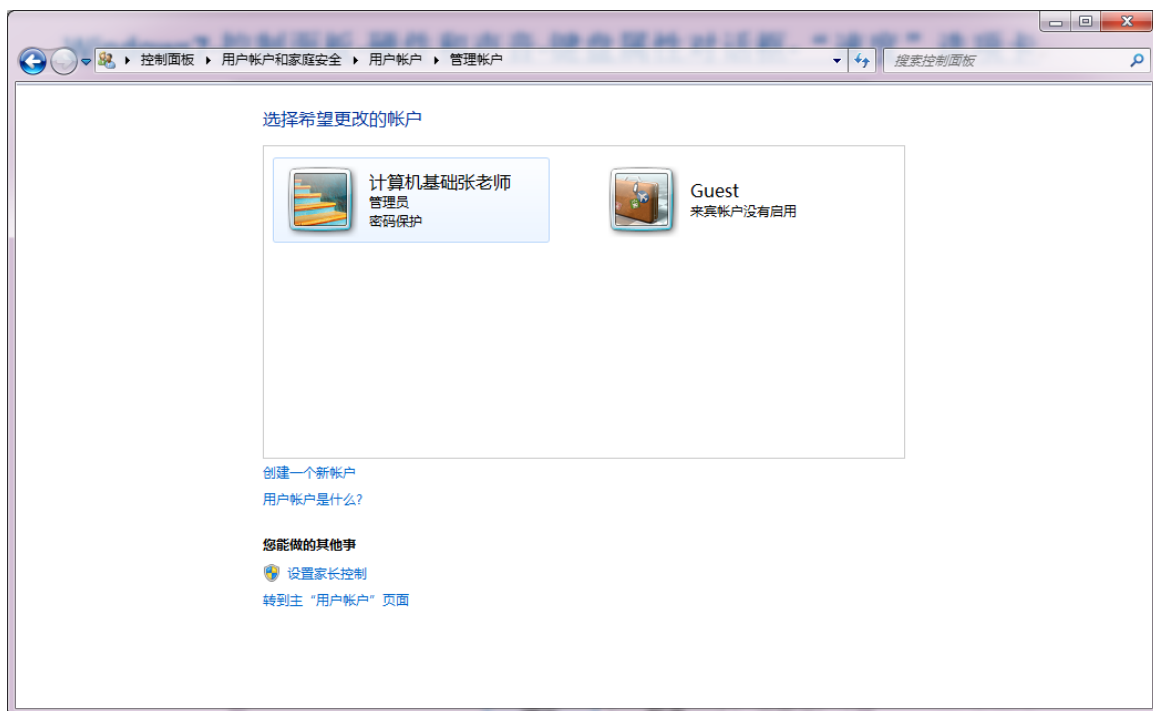 控制面板 ▸ 用户帐户和家庭安全 ▸ 用户帐户 ▸ 管理帐户
搜索控制面板
选择希望更改的帐户
计算机基础张老师
管理员
密码保护
Guest
来宾帐户没有启用
创建一个新帐户
用户帐户是什么?
您能做的其他事
设置家长控制
转到主“用户帐户”页面